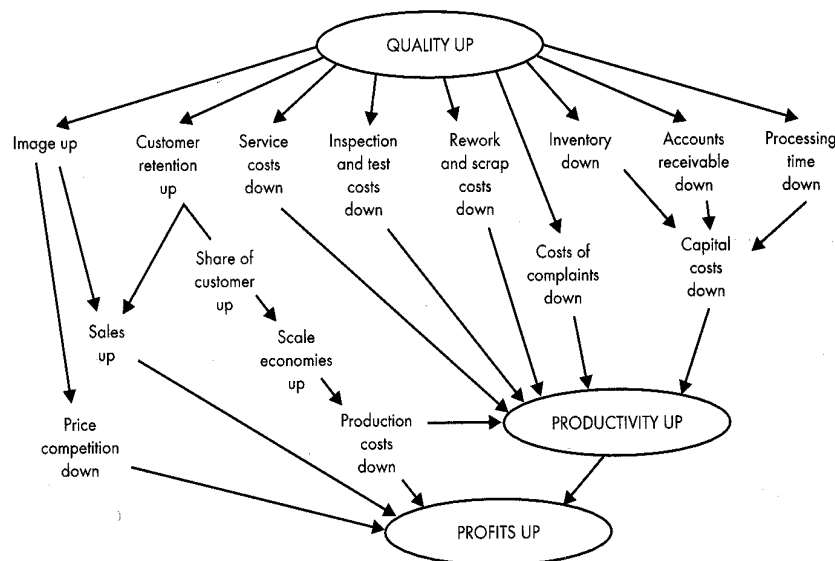 QUALITY UP
Image up
Customer
retention
up
Service
costs
down
Inspection
and test
costs
down
Rework
and scrap
costs
down
Inventory
down
Accounts
receivable
down
Processing
time
down
Share of
customer
up
Costs of
complaints
down
Capital
costs
down
Sales
up
Scale
economies
up
Price
competition
down
Production
costs
down
PRODUCTIVITY UP
PROFITS UP